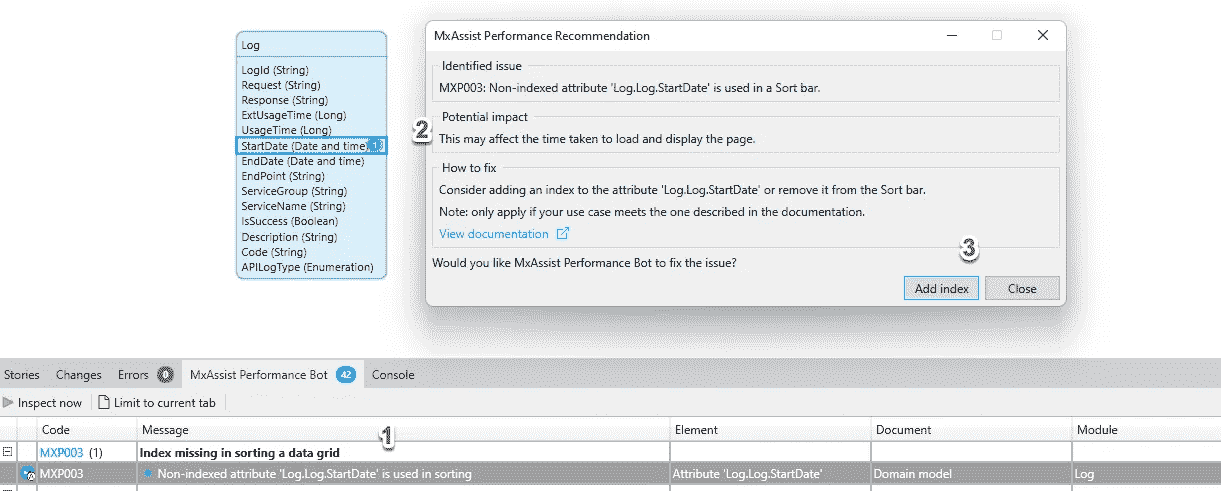 Log
LogId (String)
Request (String)
Response (String)
ExtUsageTime (Long)
UsageTime (Long)
StartDate (Date and time) 1
EndDate (Date and time)
EndPoint (String)
ServiceGroup (String)
ServiceName (String)
IsSuccess (Boolean)
Description (String)
Code (String)
APILogType (Enumeration)
MxAssist Performance Recommendation
Identified issue
MXP003: Non-indexed attribute 'Log.Log.StartDate' is used in a Sort bar.
2
Potential impact
This may affect the time taken to load and display the page.
How to fix
Consider adding an index to the attribute 'Log.Log.StartDate' or remove it from the Sort bar.
Note: only apply if your use case meets the one described in the documentation.
View documentation
3
Would you like MxAssist Performance Bot to fix the issue?
Add index Close
Stories Changes Errors 0 MxAssist Performance Bot 42 Console
Inspect now Limit to current tab
Code Message 1 Element Document Module
MXP003 (1) Index missing in sorting a data grid
MXP003 Non-indexed attribute 'Log.Log.StartDate' is used in sorting Attribute 'Log.Log.StartDate' Domain model Log